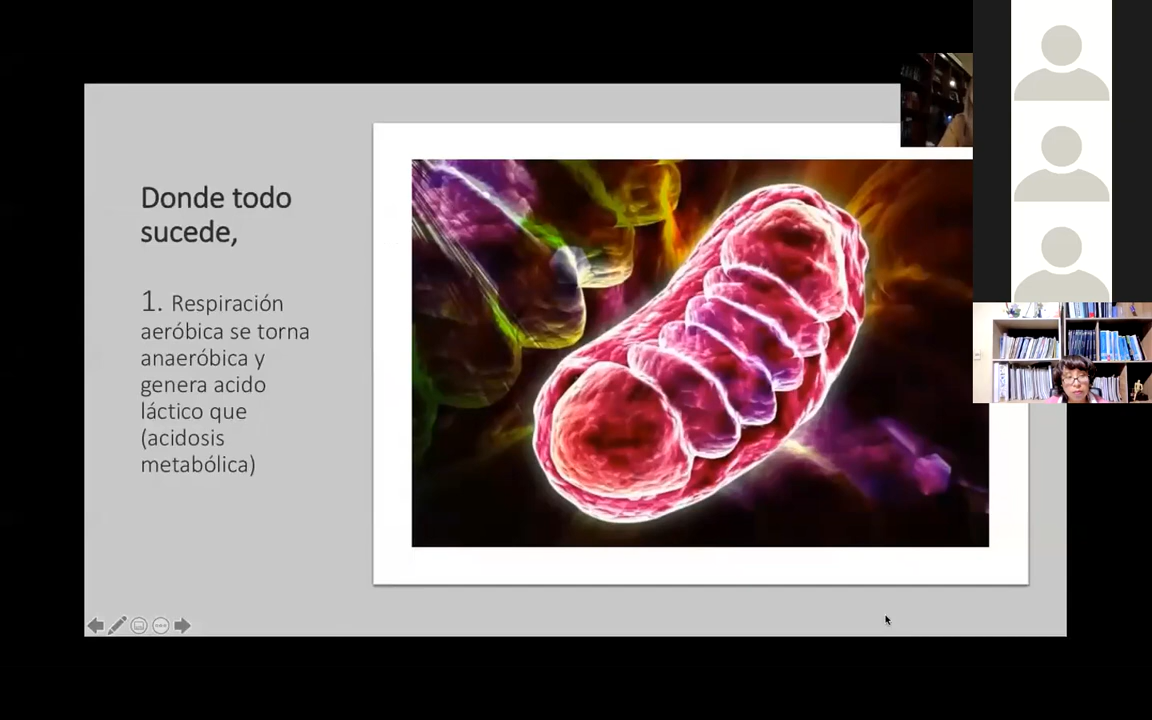 Donde todo
sucede,
1. Respiración
aeróbica se torna
anaeróbica y
genera acido
láctico que
(acidosis
metabólica)